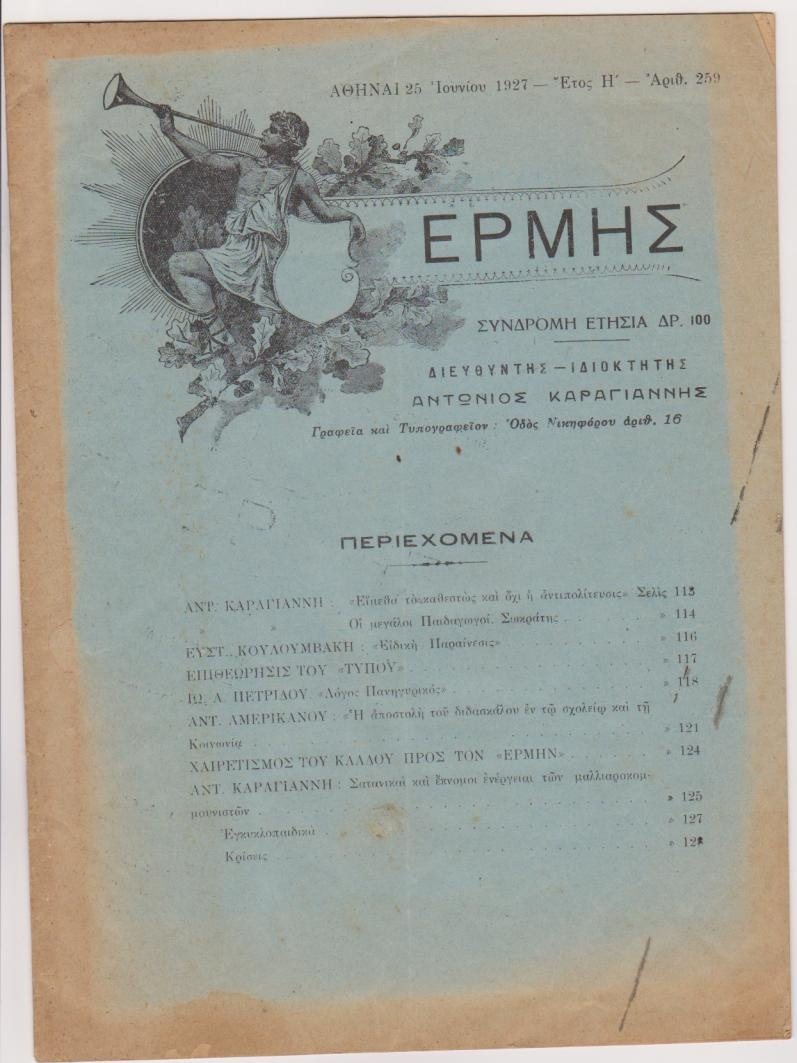 ΑΘΗΝΑΙ 25 Ἰουνίου 1927 — Ἔτος Η΄ — Ἀριθ. 259
ΕΡΜΗΣ
ΣΥΝΔΡΟΜΗ ΕΤΗΣΙΑ ΔΡ. 100
ΔΙΕΥΘΥΝΤΗΣ — ΙΔΙΟΚΤΗΤΗΣ
ΑΝΤΩΝΙΟΣ ΚΑΡΑΓΙΑΝΝΗΣ
Γραφεῖα καὶ Τυπογραφεῖον : Ὁδὸς Νικηφόρου ἀριθ. 16
ΠΕΡΙΕΧΟΜΕΝΑ
ΑΝΤ. ΚΑΡΑΓΙΑΝΝΗ : «Εἴμεθα τὸ καθεστὼς καὶ ὄχι ἡ ἀντιπολίτευσις» Σελὶς 113
» » Οἱ μεγάλοι Παιδαγωγοί. Σωκράτης . . . . . . . . » 114
ΕΥΣΤ. ΚΟΥΛΟΥΜΒΑΚΗ : «Εἰδικὴ Παραίνεσις» . . . . . . . . » 116
ΕΠΙΘΕΩΡΗΣΙΣ ΤΟΥ «ΤΥΠΟΥ» . . . . . . . . » 117
ΙΩ. Α. ΠΕΤΡΙΔΟΥ. «Λόγος Πανηγυρικός» . . . . . . . . » 118
ΑΝΤ. ΑΜΕΡΙΚΑΝΟΥ : «Ἡ ἀποστολὴ τοῦ διδασκάλου ἐν τῷ σχολείῳ καὶ τῇ
Κοινωνίᾳ . . . . . . . . » 121
ΧΑΙΡΕΤΙΣΜΟΣ ΤΟΥ ΚΛΑΔΟΥ ΠΡΟΣ ΤΟΝ «ΕΡΜΗΝ» . . . . . » 124
ΑΝΤ. ΚΑΡΑΓΙΑΝΝΗ : Σατανικαὶ καὶ ἔκνομοι ἐνέργειαι τῶν μαλλιαροκομ-
μουνιστῶν . . . . . . . . » 125
Ἐγκυκλοπαιδικὰ . . . . . . . . » 127
Κρίσεις . . . . . . . . »